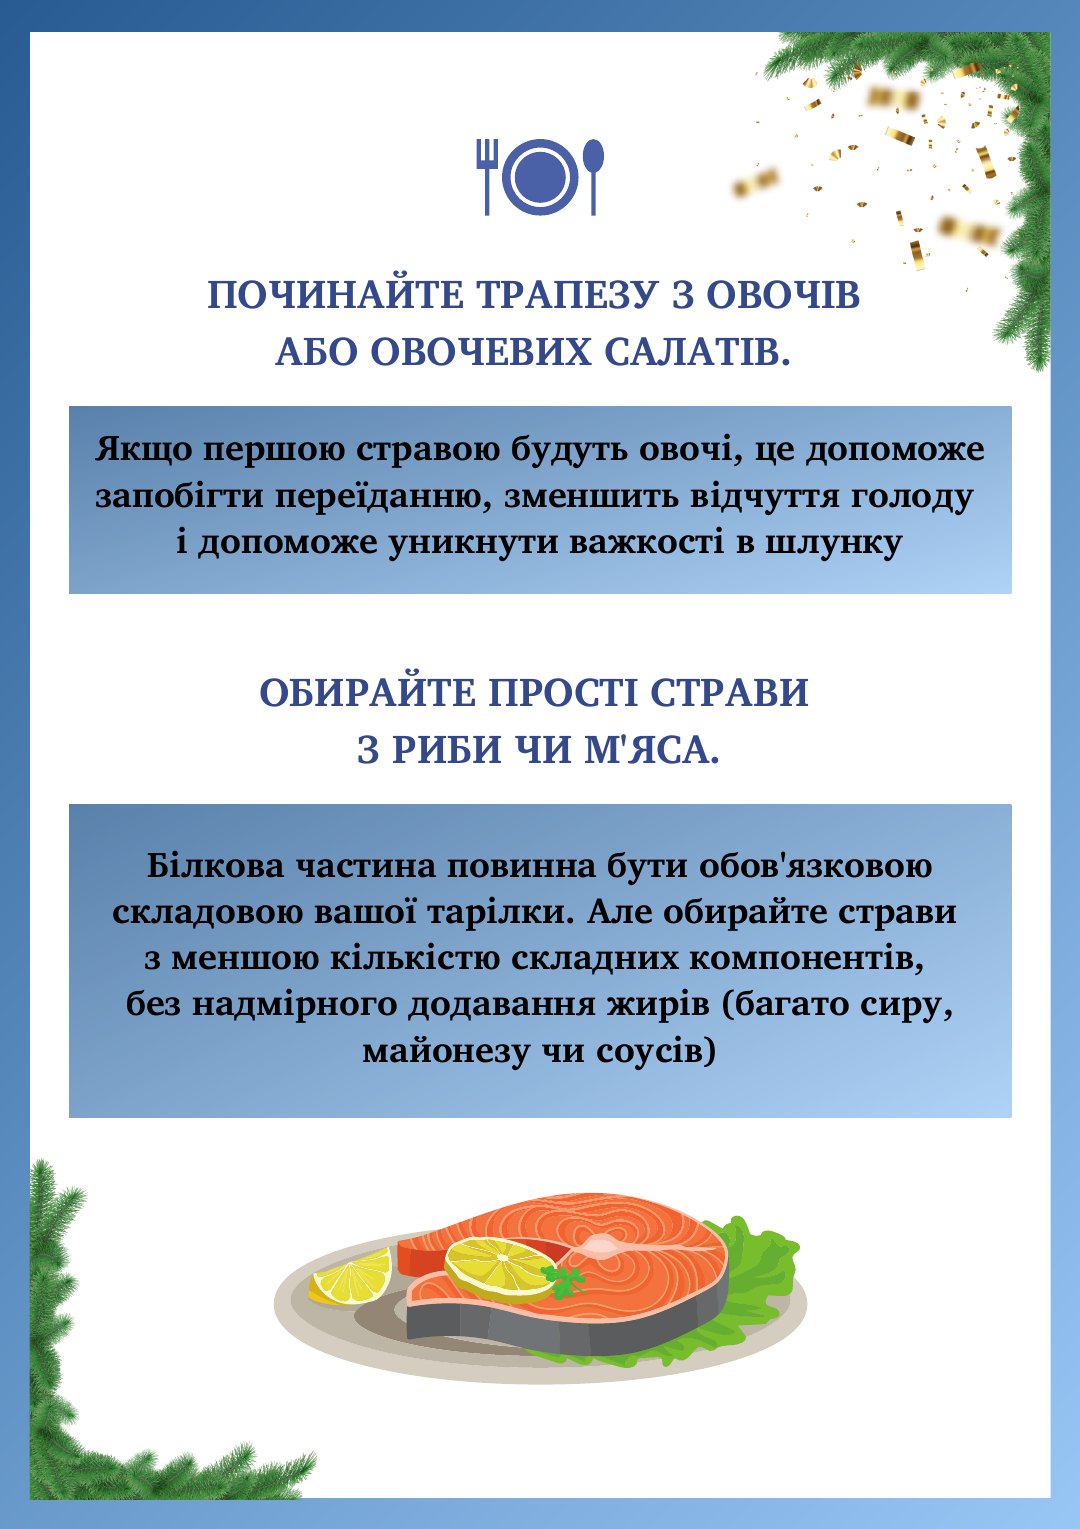 ПОЧИНАЙТЕ ТРАПЕЗУ З ОВОЧІВ
АБО ОВОЧЕВИХ САЛАТІВ.
Якщо першою стравою будуть овочі, це допоможе
запобігти переїданню, зменшить відчуття голоду
і допоможе уникнути важкості в шлунку
ОБИРАЙТЕ ПРОСТІ СТРАВИ
З РИБИ ЧИ М'ЯСА.
Білкова частина повинна бути обов'язковою
складовою вашої тарілки. Але обирайте страви
з меншою кількістю складних компонентів,
без надмірного додавання жирів (багато сиру,
майонезу чи соусів)